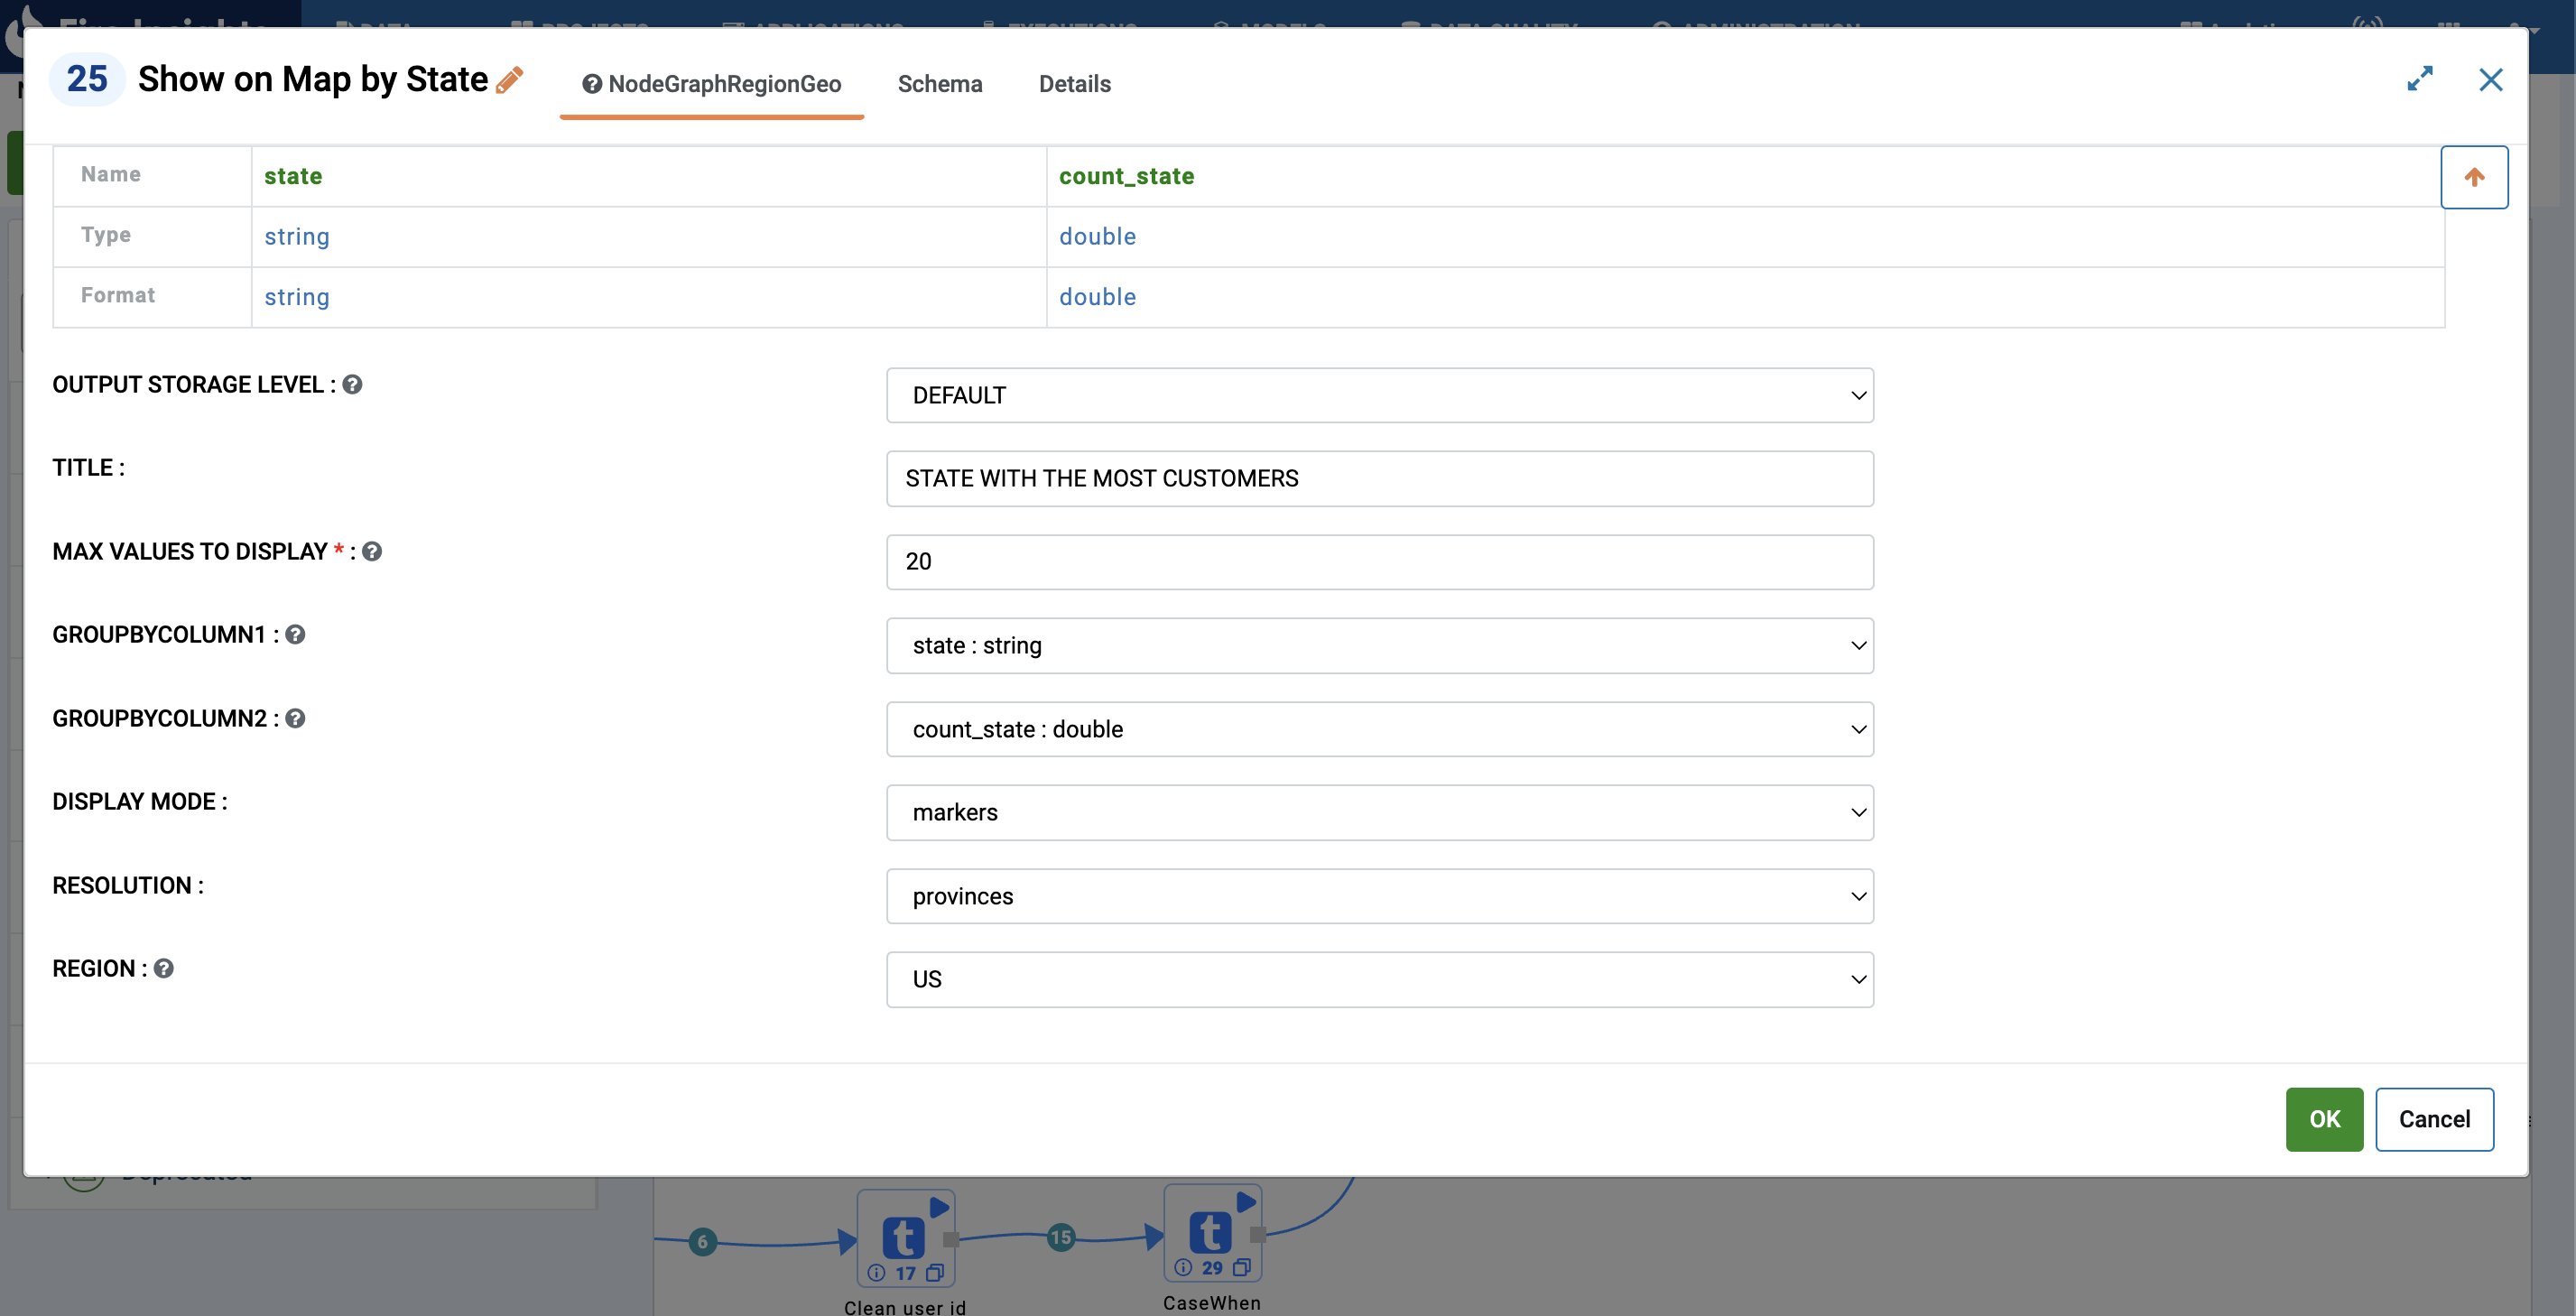 25 Show on Map by State NodeGraphRegionGeo Schema Details
Name state count_state
Type string double
Format string double
OUTPUT STORAGE LEVEL : DEFAULT
TITLE : STATE WITH THE MOST CUSTOMERS
MAX VALUES TO DISPLAY * : 20
GROUPBYCOLUMN1 : state : string
GROUPBYCOLUMN2 : count_state : double
DISPLAY MODE : markers
RESOLUTION : provinces
REGION : US
OK Cancel
6 15
17 29
Clean user id CaseWhen